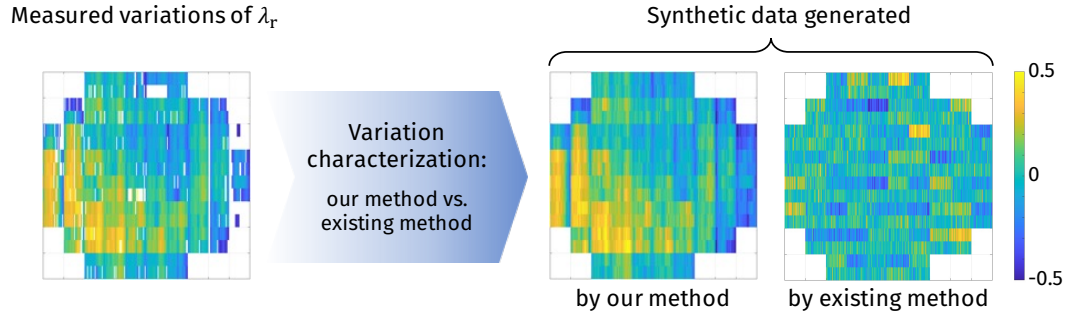 Measured variations of λr
Synthetic data generated
Variation
characterization:
our method vs.
existing method
0.5
0
-0.5
by our method
by existing method